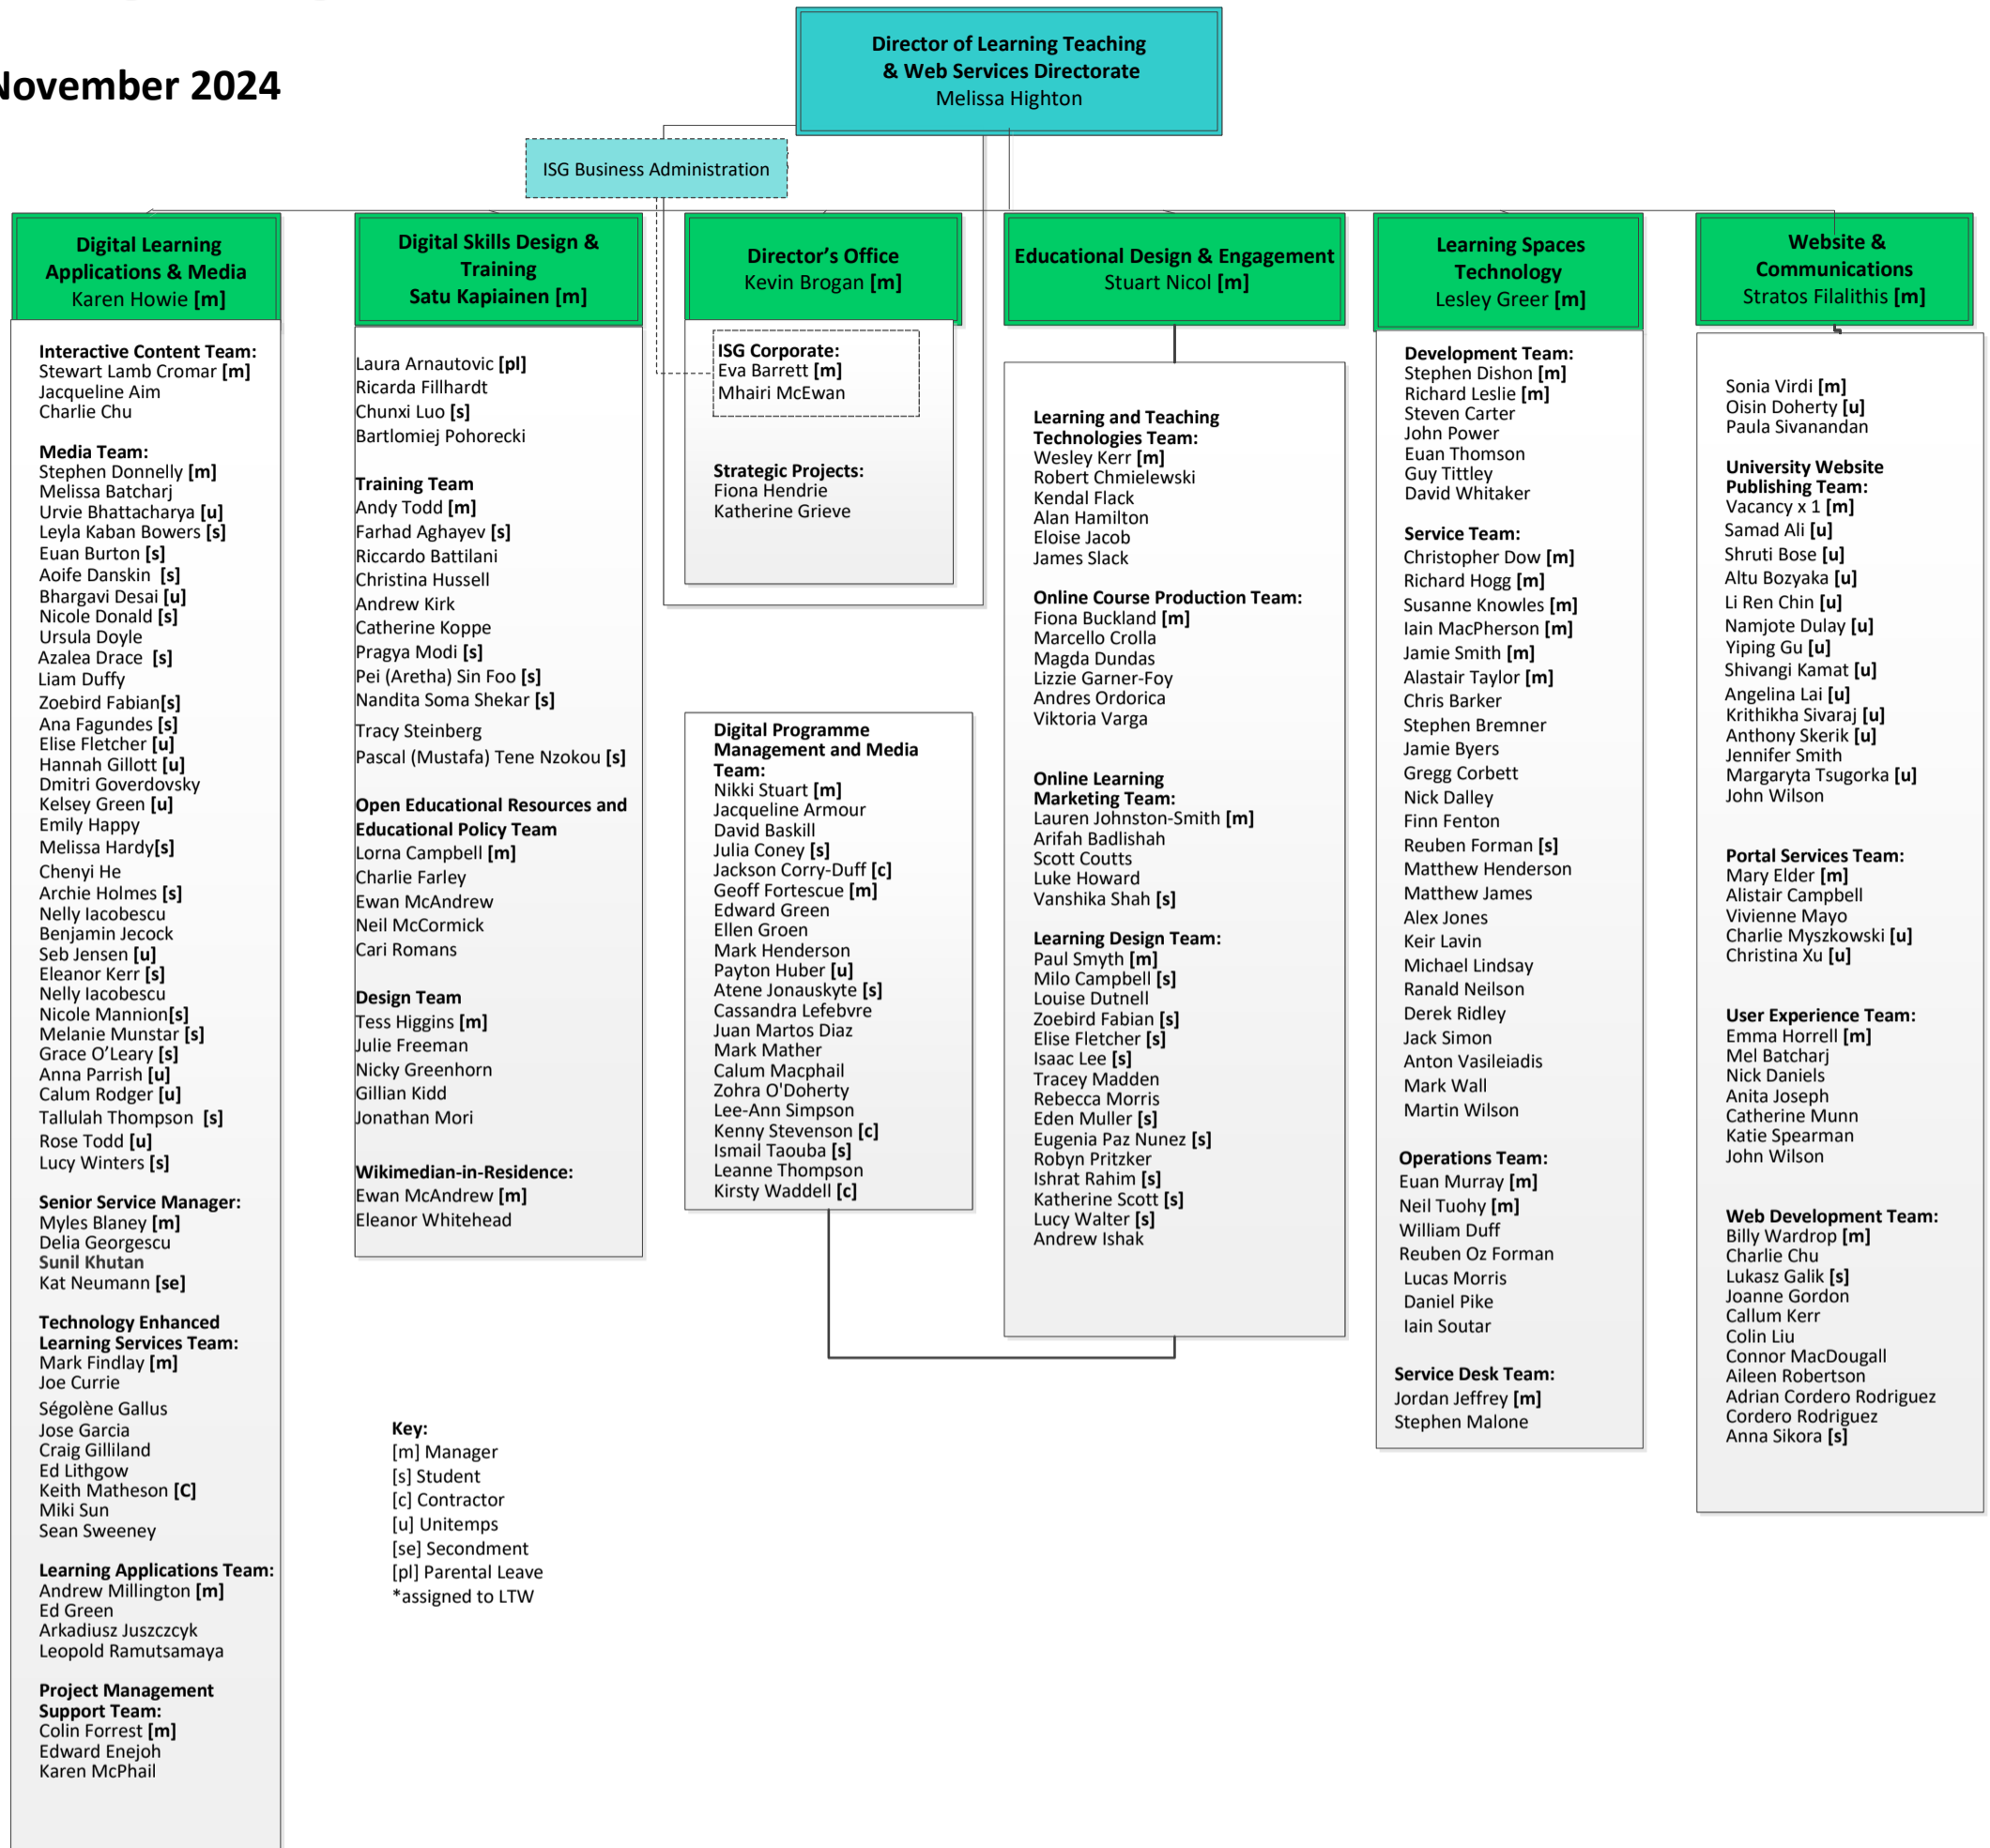 November 2024
Director of Learning Teaching
& Web Services Directorate
Melissa Highton
ISG Business Administration
Digital Learning
Applications & Media
Karen Howie [m]
Interactive Content Team:
Stewart Lamb Cromar [m]
Jacqueline Aim
Charlie Chu
Media Team:
Stephen Donnelly [m]
Melissa Batcharj
Urvie Bhattacharya [u]
Leyla Kaban Bowers [s]
Euan Burton [s]
Aoife Danskin [s]
Bhargavi Desai [u]
Nicole Donald [s]
Ursula Doyle
Azalea Drace [s]
Liam Duffy
Zoebird Fabian[s]
Ana Fagundes [s]
Elise Fletcher [u]
Hannah Gillott [u]
Dmitri Goverdovsky
Kelsey Green [u]
Emily Happy
Melissa Hardy[s]
Chenyi He
Archie Holmes [s]
Nelly Iacobescu
Benjamin Jecock
Seb Jensen [u]
Eleanor Kerr [s]
Nelly Iacobescu
Nicole Mannion[s]
Melanie Munstar [s]
Grace O’Leary [s]
Anna Parrish [u]
Calum Rodger [u]
Tallulah Thompson [s]
Rose Todd [u]
Lucy Winters [s]
Senior Service Manager:
Myles Blaney [m]
Delia Georgescu
Sunil Khutan
Kat Neumann [se]
Technology Enhanced
Learning Services Team:
Mark Findlay [m]
Joe Currie
Ségolène Gallus
Jose Garcia
Craig Gilliland
Ed Lithgow
Keith Matheson [C]
Miki Sun
Sean Sweeney
Learning Applications Team:
Andrew Millington [m]
Ed Green
Arkadiusz Juszczcyk
Leopold Ramutsamaya
Project Management
Support Team:
Colin Forrest [m]
Edward Enejoh
Karen McPhail
Digital Skills Design &
Training
Satu Kapiainen [m]
Laura Arnautovic [pl]
Ricarda Fillhardt
Chunxi Luo [s]
Bartlomiej Pohorecki
Training Team
Andy Todd [m]
Farhad Aghayev [s]
Riccardo Battilani
Christina Hussell
Andrew Kirk
Catherine Koppe
Pragya Modi [s]
Pei (Aretha) Sin Foo [s]
Nandita Soma Shekar [s]
Tracy Steinberg
Pascal (Mustafa) Tene Nzokou [s]
Open Educational Resources and
Educational Policy Team
Lorna Campbell [m]
Charlie Farley
Ewan McAndrew
Neil McCormick
Cari Romans
Design Team
Tess Higgins [m]
Julie Freeman
Nicky Greenhorn
Gillian Kidd
Jonathan Mori
Wikimedian-in-Residence:
Ewan McAndrew [m]
Eleanor Whitehead
Key:
[m] Manager
[s] Student
[c] Contractor
[u] Unitemps
[se] Secondment
[pl] Parental Leave
*assigned to LTW
Director’s Office
Kevin Brogan [m]
ISG Corporate:
Eva Barrett [m]
Mhairi McEwan
Strategic Projects:
Fiona Hendrie
Katherine Grieve
Digital Programme
Management and Media
Team:
Nikki Stuart [m]
Jacqueline Armour
David Baskill
Julia Coney [s]
Jackson Corry-Duff [c]
Geoff Fortescue [m]
Edward Green
Ellen Groen
Mark Henderson
Payton Huber [u]
Atene Jonauskyte [s]
Cassandra Lefebvre
Juan Martos Diaz
Mark Mather
Calum Macphail
Zohra O'Doherty
Lee-Ann Simpson
Kenny Stevenson [c]
Ismail Taouba [s]
Leanne Thompson
Kirsty Waddell [c]
Educational Design & Engagement
Stuart Nicol [m]
Learning and Teaching
Technologies Team:
Wesley Kerr [m]
Robert Chmielewski
Kendal Flack
Alan Hamilton
Eloise Jacob
James Slack
Online Course Production Team:
Fiona Buckland [m]
Marcello Crolla
Magda Dundas
Lizzie Garner-Foy
Andres Ordorica
Viktoria Varga
Online Learning
Marketing Team:
Lauren Johnston-Smith [m]
Arifah Badlishah
Scott Coutts
Luke Howard
Vanshika Shah [s]
Learning Design Team:
Paul Smyth [m]
Milo Campbell [s]
Louise Dutnell
Zoebird Fabian [s]
Elise Fletcher [s]
Isaac Lee [s]
Tracey Madden
Rebecca Morris
Eden Muller [s]
Eugenia Paz Nunez [s]
Robyn Pritzker
Ishrat Rahim [s]
Katherine Scott [s]
Lucy Walter [s]
Andrew Ishak
Learning Spaces
Technology
Lesley Greer [m]
Development Team:
Stephen Dishon [m]
Richard Leslie [m]
Steven Carter
John Power
Euan Thomson
Guy Tittley
David Whitaker
Service Team:
Christopher Dow [m]
Richard Hogg [m]
Susanne Knowles [m]
Iain MacPherson [m]
Jamie Smith [m]
Alastair Taylor [m]
Chris Barker
Stephen Bremner
Jamie Byers
Gregg Corbett
Nick Dalley
Finn Fenton
Reuben Forman [s]
Matthew Henderson
Matthew James
Alex Jones
Keir Lavin
Michael Lindsay
Ranald Neilson
Derek Ridley
Jack Simon
Anton Vasileiadis
Mark Wall
Martin Wilson
Operations Team:
Euan Murray [m]
Neil Tuohy [m]
William Duff
Reuben Oz Forman
Lucas Morris
Daniel Pike
Iain Soutar
Service Desk Team:
Jordan Jeffrey [m]
Stephen Malone
Website &
Communications
Stratos Filalithis [m]
Sonia Virdi [m]
Oisin Doherty [u]
Paula Sivanandan
University Website
Publishing Team:
Vacancy x 1 [m]
Samad Ali [u]
Shruti Bose [u]
Altu Bozyaka [u]
Li Ren Chin [u]
Namjote Dulay [u]
Yiping Gu [u]
Shivangi Kamat [u]
Angelina Lai [u]
Krithikha Sivaraj [u]
Anthony Skerik [u]
Jennifer Smith
Margaryta Tsugorka [u]
John Wilson
Portal Services Team:
Mary Elder [m]
Alistair Campbell
Vivienne Mayo
Charlie Myszkowski [u]
Christina Xu [u]
User Experience Team:
Emma Horrell [m]
Mel Batcharj
Nick Daniels
Anita Joseph
Catherine Munn
Katie Spearman
John Wilson
Web Development Team:
Billy Wardrop [m]
Charlie Chu
Lukasz Galik [s]
Joanne Gordon
Callum Kerr
Colin Liu
Connor MacDougall
Aileen Robertson
Adrian Cordero Rodriguez
Cordero Rodriguez
Anna Sikora [s]